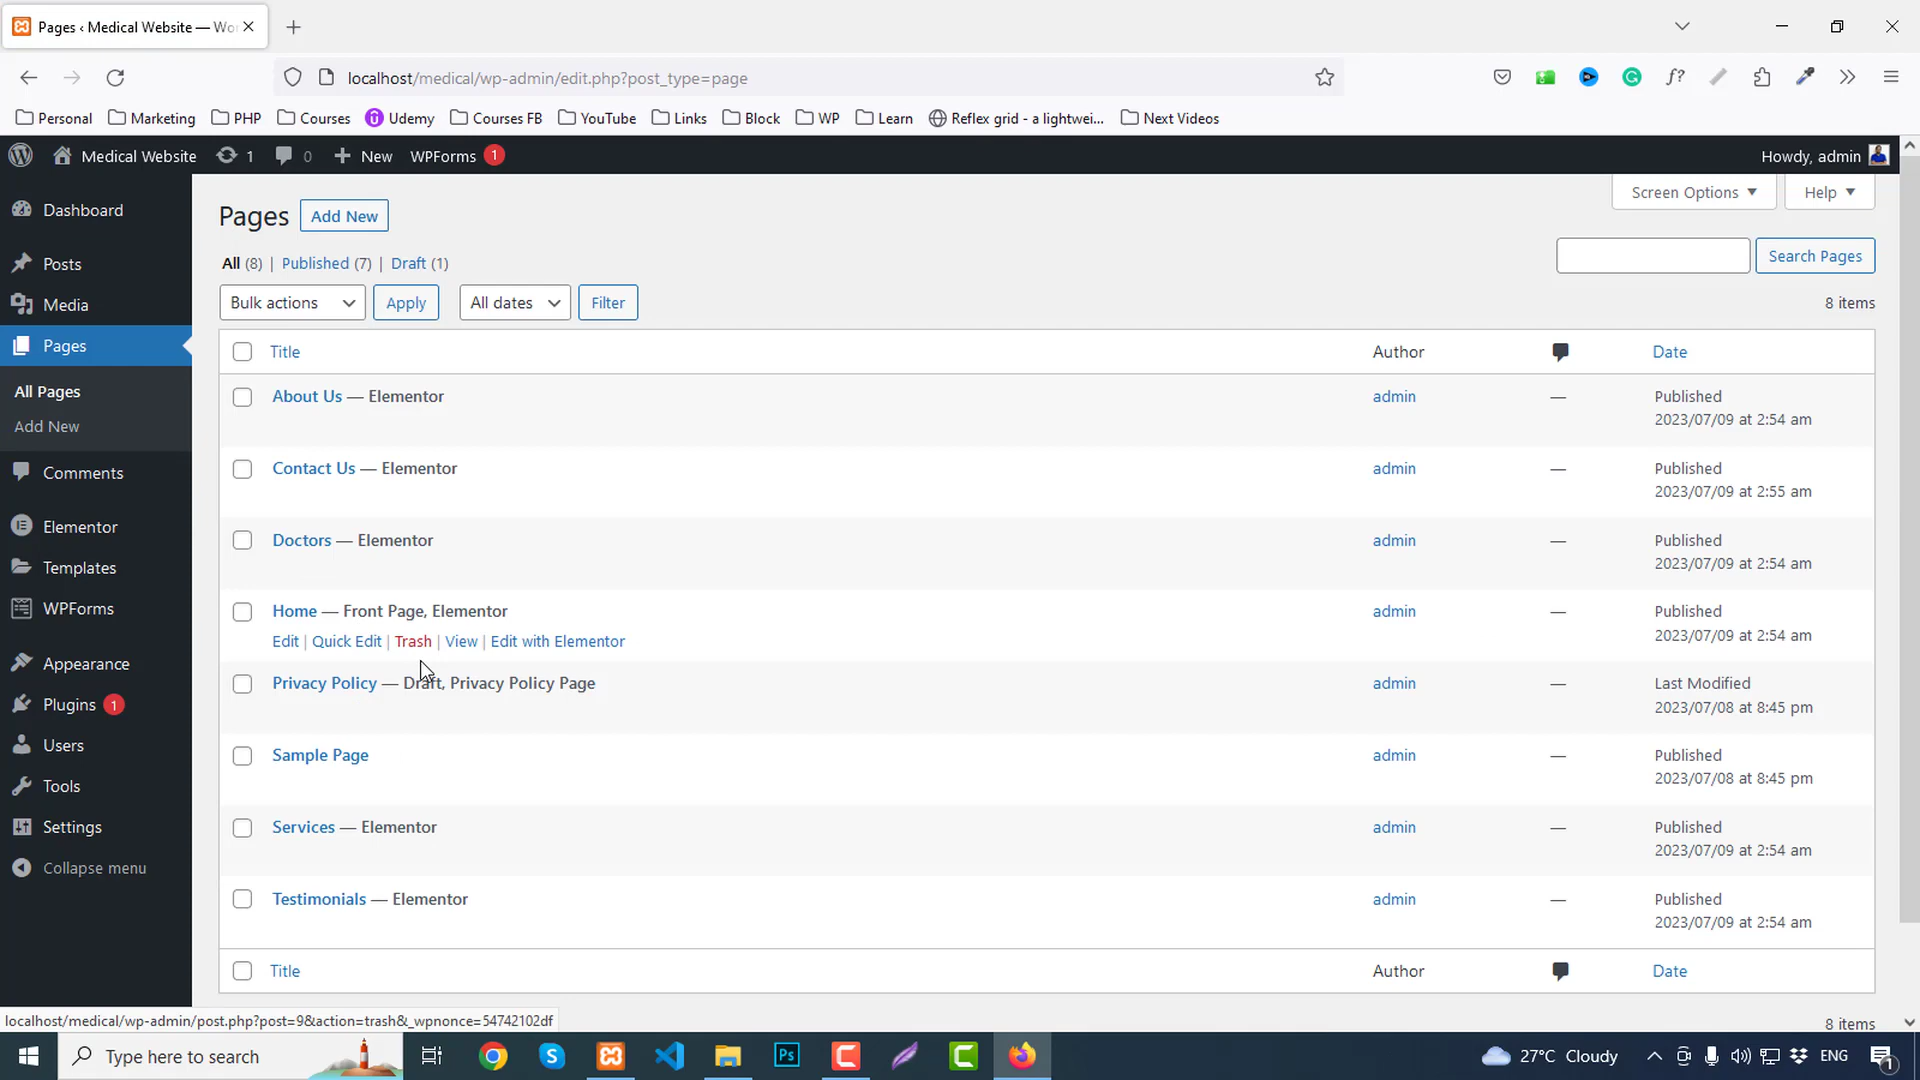 Pages ‹ Medical Website — Wo
localhost/medical/wp-admin/edit.php?post_type=page
Personal Marketing PHP Courses Udemy Courses FB YouTube Links Block WP Learn Reflex grid - a lightwei... Next Videos
Medical Website 1 0 New WPForms 1 Howdy, admin
Screen Options Help
Dashboard
Posts
Media
Pages
All Pages
Add New
Comments
Elementor
Templates
WPForms
Appearance
Plugins 1
Users
Tools
Settings
Collapse menu
Pages Add New
All (8) | Published (7) | Draft (1)
Search Pages
Bulk actions Apply All dates Filter 8 items
Title Author Date
About Us — Elementor admin — Published
2023/07/09 at 2:54 am
Contact Us — Elementor admin — Published
2023/07/09 at 2:55 am
Doctors — Elementor admin — Published
2023/07/09 at 2:54 am
Home — Front Page, Elementor admin — Published
Edit | Quick Edit | Trash | View | Edit with Elementor 2023/07/09 at 2:54 am
Privacy Policy — Draft, Privacy Policy Page admin — Last Modified
2023/07/08 at 8:45 pm
Sample Page admin — Published
2023/07/08 at 8:45 pm
Services — Elementor admin — Published
2023/07/09 at 2:54 am
Testimonials — Elementor admin — Published
2023/07/09 at 2:54 am
Title Author Date
8 items
localhost/medical/wp-admin/post.php?post=9&action=trash&_wpnonce=54742102df
Type here to search 27°C Cloudy ENG 1